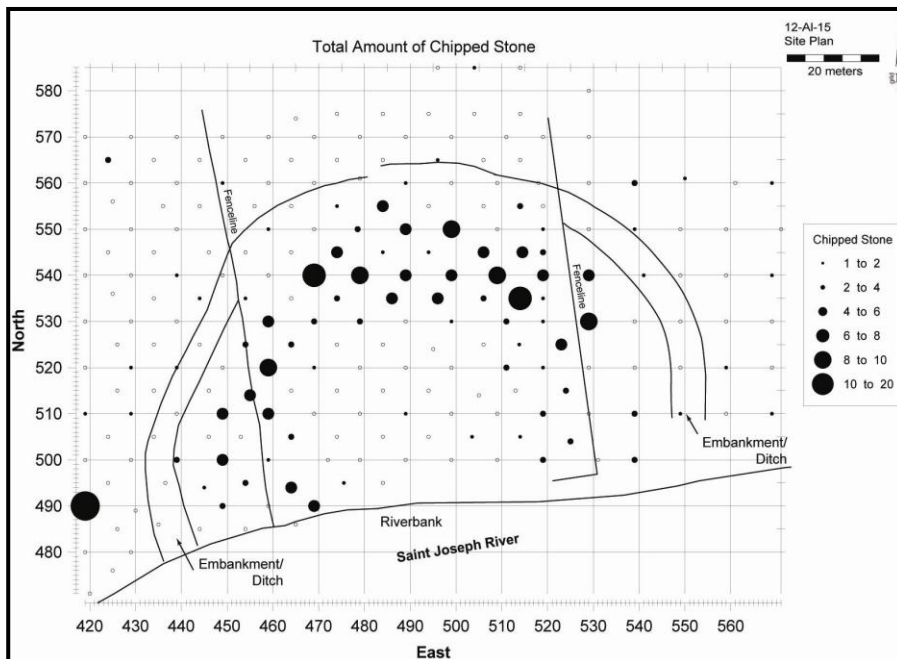 12-Al-15
Site Plan
20 meters
grid
Total Amount of Chipped Stone
580
570
560
550
540
530
520
510
500
490
480
North
Fenceline
Fenceline
Chipped Stone
1 to 2
2 to 4
4 to 6
6 to 8
8 to 10
10 to 20
Embankment/
Ditch
Riverbank
Saint Joseph River
Embankment/
Ditch
420 430 440 450 460 470 480 490 500 510 520 530 540 550 560
East